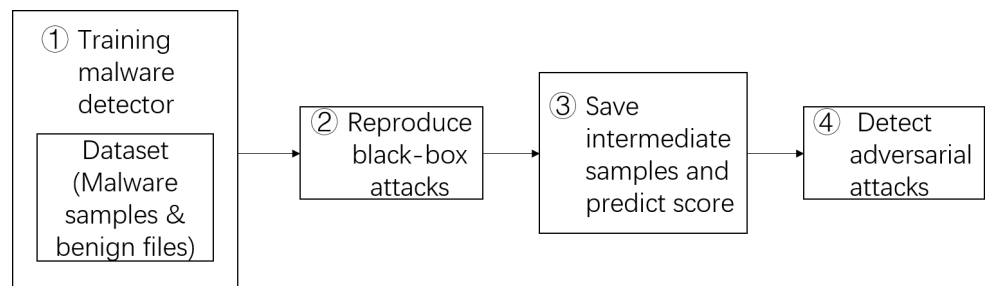 ① Training
malware
detector
Dataset
(Malware
samples &
benign files)
② Reproduce
black-box
attacks
③ Save
intermediate
samples and
predict score
④ Detect
adversarial
attacks